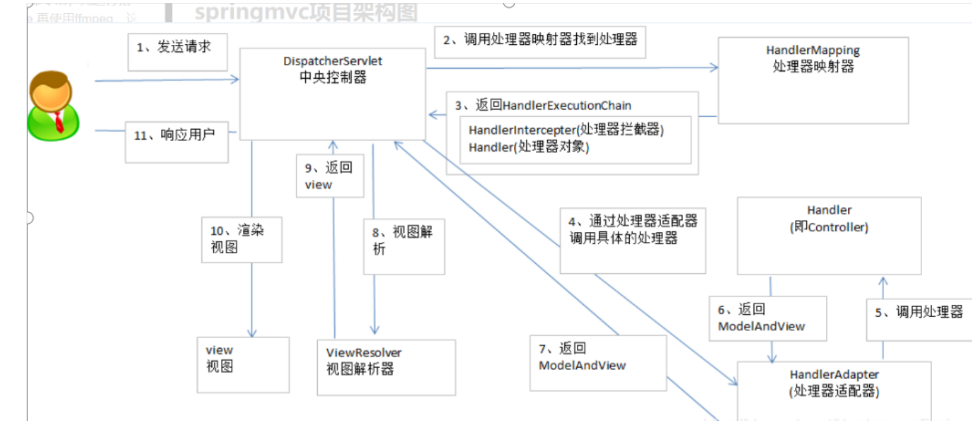 再使用ffmpeg
springmvc项目架构图
1、发送请求
DispatcherServlet
中央控制器
2、调用处理器映射器找到处理器
HandlerMapping
处理器映射器
3、返回HandlerExecutionChain
HandlerIntercepter(处理器拦截器)
Handler(处理器对象)
11、响应用户
9、返回
view
10、渲染
视图
8、视图解
析
4、通过处理器适配器
调用具体的处理器
Handler
(即Controller)
6、返回
ModelAndView
5、调用处理器
7、返回
ModelAndView
view
视图
ViewResolver
视图解析器
HandlerAdapter
(处理器适配器)